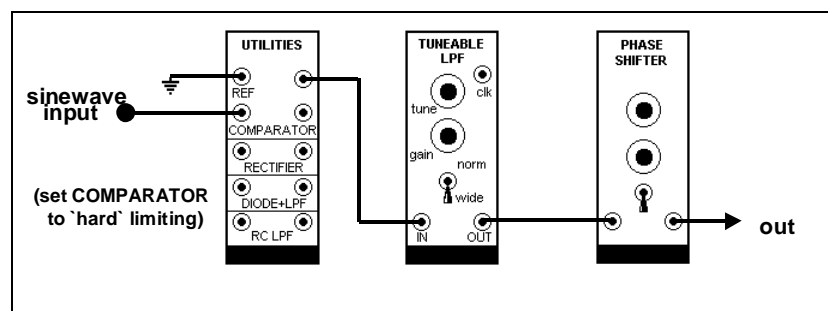 UTILITIES
REF
COMPARATOR
RECTIFIER
DIODE+LPF
RC LPF
sinewave
input
(set COMPARATOR
to `hard` limiting)
TUNEABLE
LPF
clk
tune
gain
norm
wide
IN
OUT
PHASE
SHIFTER
out